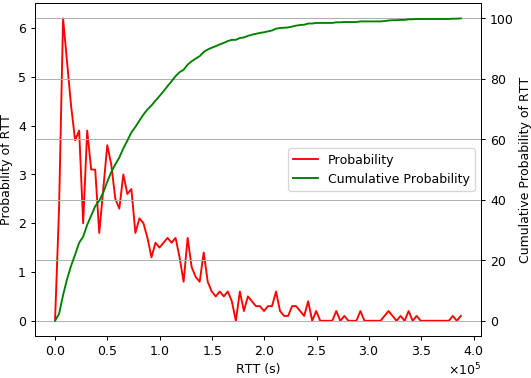 Probability of RTT
6
5
4
3
2
1
0
100
80
60
40
20
0
Cumulative Probability of RTT
Probability
Cumulative Probability
0.0 0.5 1.0 1.5 2.0 2.5 3.0 3.5 4.0
RTT (s)
×10⁵